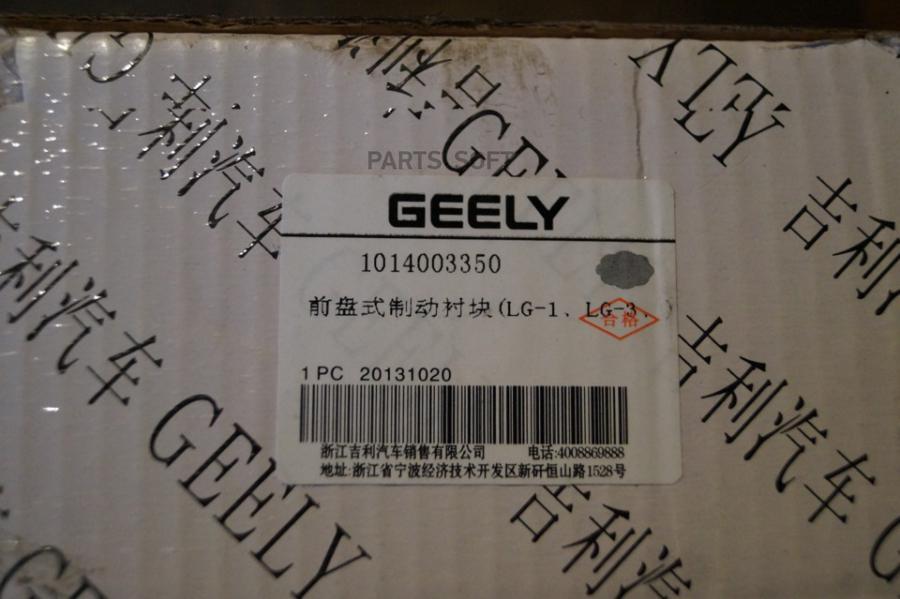 吉利汽车
GEELY
吉利汽车
PARTS SOFT
GEELY
1014003350
前盘式制动衬块(LG-1、LG-3、
合格
1 PC 20131020
浙江吉利汽车销售有限公司 电话:4008869888
地址:浙江省宁波经济技术开发区新矸恒山路1528号
吉利汽车
GEELY
吉利汽车
吉利汽车